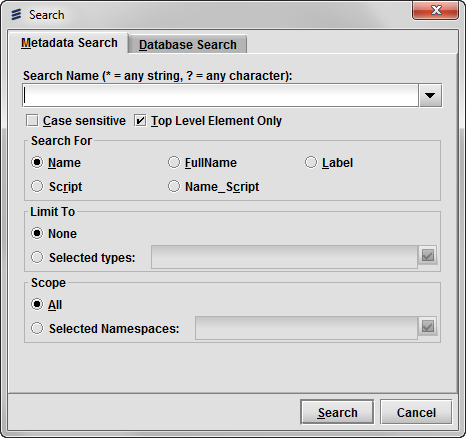 Search
Metadata Search Database Search
Search Name (* = any string, ? = any character):
Case sensitive Top Level Element Only
Search For
Name FullName Label
Script Name_Script
Limit To
None
Selected types:
Scope
All
Selected Namespaces:
Search Cancel